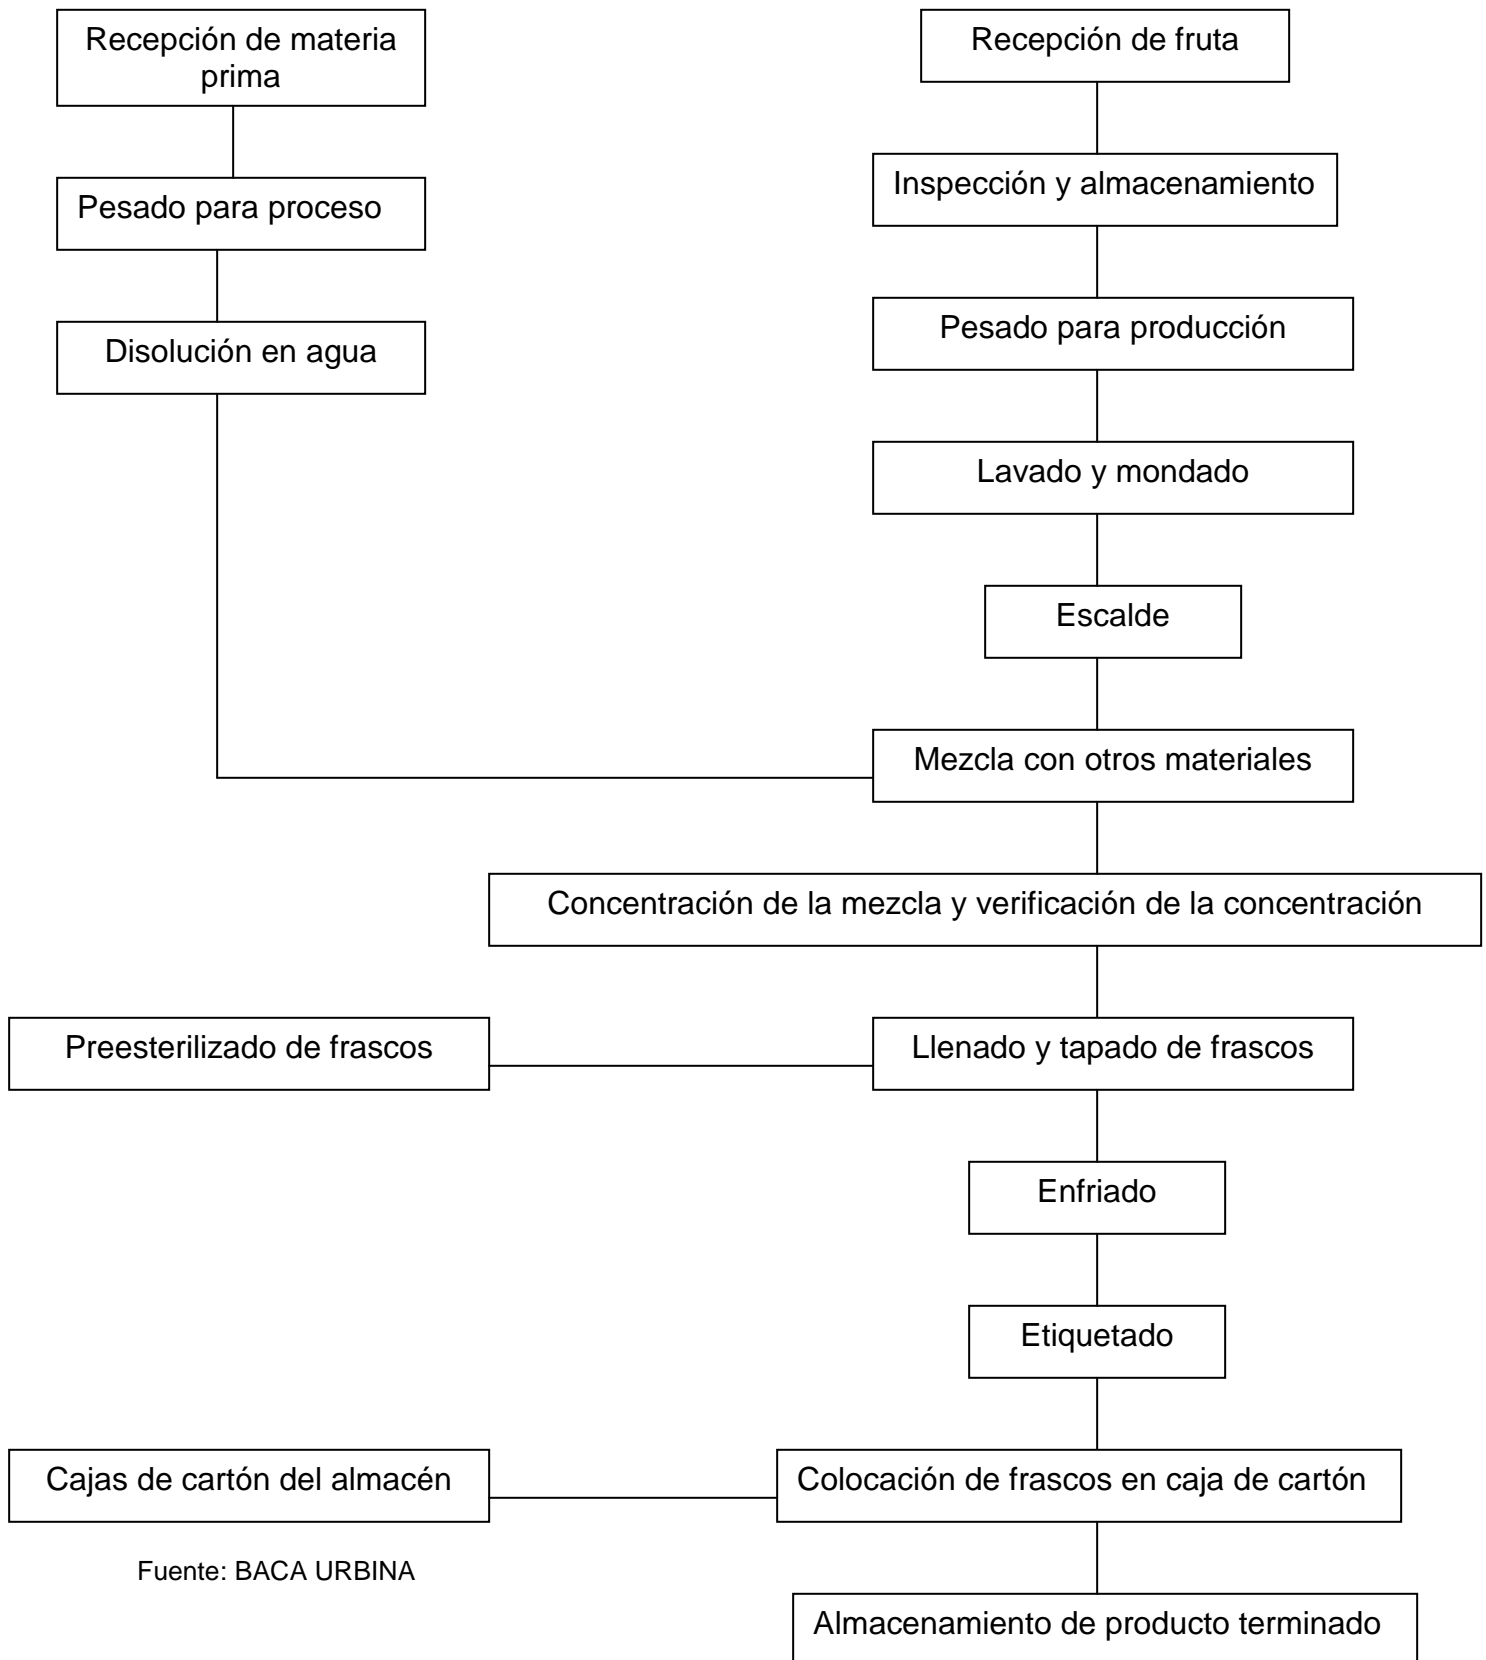 Recepción de materia
prima
Recepción de fruta
Inspección y almacenamiento
Pesado para proceso
Pesado para producción
Disolución en agua
Lavado y mondado
Escalde
Mezcla con otros materiales
Concentración de la mezcla y verificación de la concentración
Preesterilizado de frascos
Llenado y tapado de frascos
Enfriado
Etiquetado
Cajas de cartón del almacén
Colocación de frascos en caja de cartón
Fuente: BACA URBINA
Almacenamiento de producto terminado